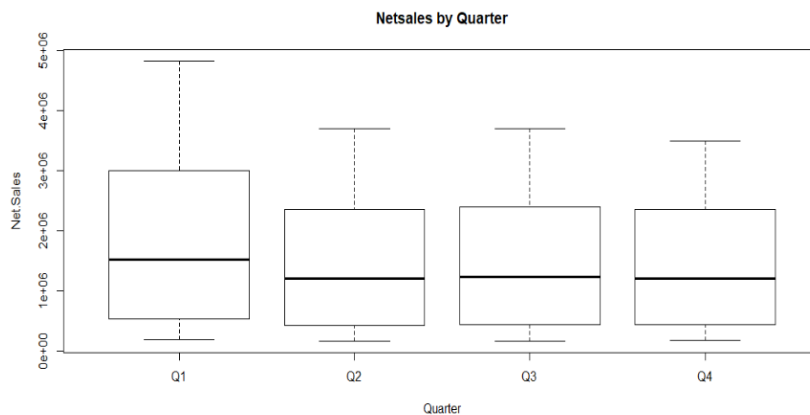 Netsales by Quarter
5e+06
4e+06
3e+06
2e+06
1e+06
0e+00
Net Sales
Q1 Q2 Q3 Q4
Quarter